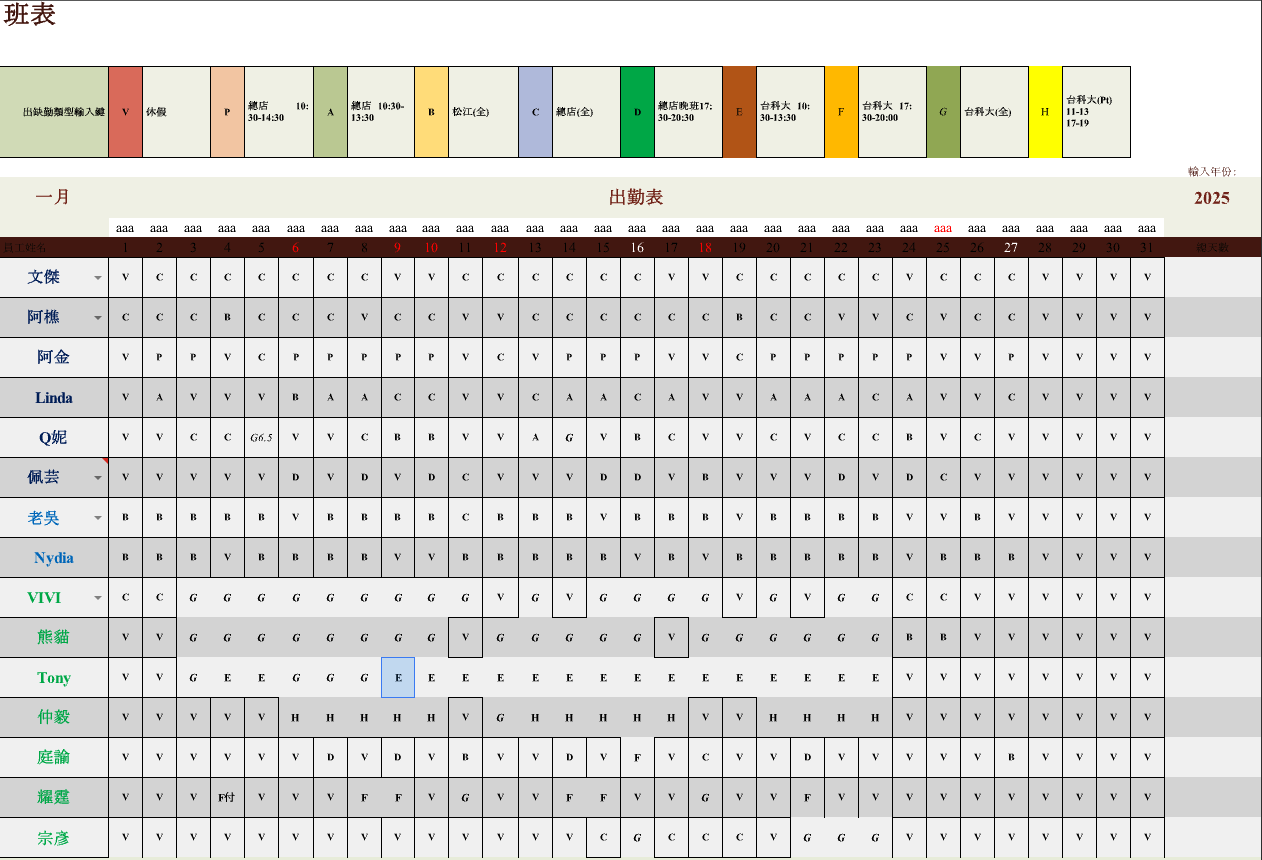 班表
出缺勤類型輸入鍵 V 休假 P 總店 10:30-14:30 A 總店 10:30-13:30 B 松江(全) C 總店(全) D 總店晚班17:30-20:30 E 台科大 10:30-13:30 F 台科大 17:30-20:00 G 台科大(全) H 台科大(Pt) 11-13 17-19
輸入年份:
一月 出勤表 2025
aaa aaa aaa aaa aaa aaa aaa aaa aaa aaa aaa aaa aaa aaa aaa aaa aaa aaa aaa aaa aaa aaa aaa aaa aaa aaa aaa aaa aaa aaa aaa
員工姓名 1 2 3 4 5 6 7 8 9 10 11 12 13 14 15 16 17 18 19 20 21 22 23 24 25 26 27 28 29 30 31 總天數
文傑 V C C C C C C C V V C C C C C C V V C C C C C V C C C V V V V
阿樵 C C C B C C C V C C V V C C C C C C B C C V V C V C C V V V V
阿金 V P P V C P P P P P V C V P P P V V C P P P P P V V P V V V V
Linda V A V V V B A A C C V V C A A C A V V A A A C A V V C V V V V
Q妮 V V C C G6.5 V V C B B V V A G V B C V V C V C C B V C V V V V V
佩芸 V V V V V D V D V D C V V V D D V B V V V D V D C V V V V V V
老吳 B B B B B V B B B B C B B B V B B B B B B B V V B V V V V V
Nydia B B B V B B B B V V B B B B B V B V B B B B B V B B B V V V V
VIVI C C G G G G G G G G G V G V G G G G V G V G G C C V V V V V V
熊貓 V V G G G G G G G G V G G G G G V G G G G G G B B V V V V V V
Tony V V G E E G G G E E E E E E E E E E E E E E E V V V V V V V V
仲毅 V V V V V H H H H H V G H H H H H V V H H H H V V V V V V V V
庭諭 V V V V V V D V D V B V V D V F V C V V D V V V V V B V V V V
耀霆 V V V F付 V V V F F V G V V F F V V G V V F V V V V V V V V V V
宗彥 V V V V V V V V V V V V V V C G C C C V G G G V V V V V V V V